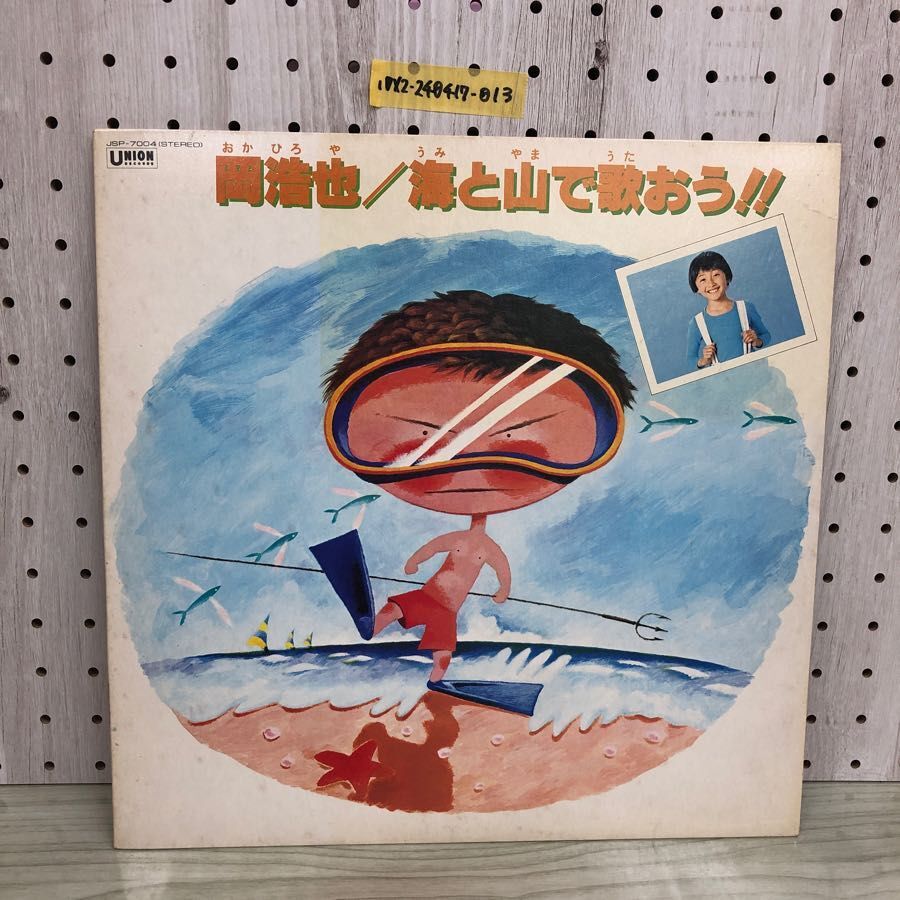 1VX2-240417-013
JSP-7004 (STEREO)
UNION
RECORDS
おかひろや うみ やま うた
岡浩也/海と山で歌おう!!